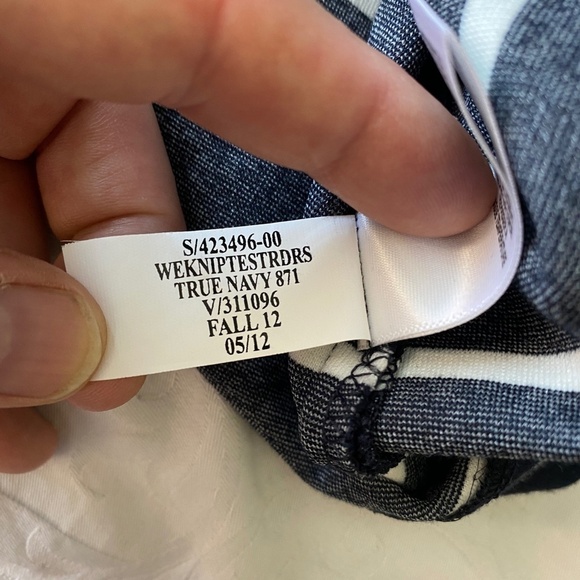 S/423496-00
WEKNIPTESTRDRS
TRUE NAVY 871
V/311096
FALL 12
05/12